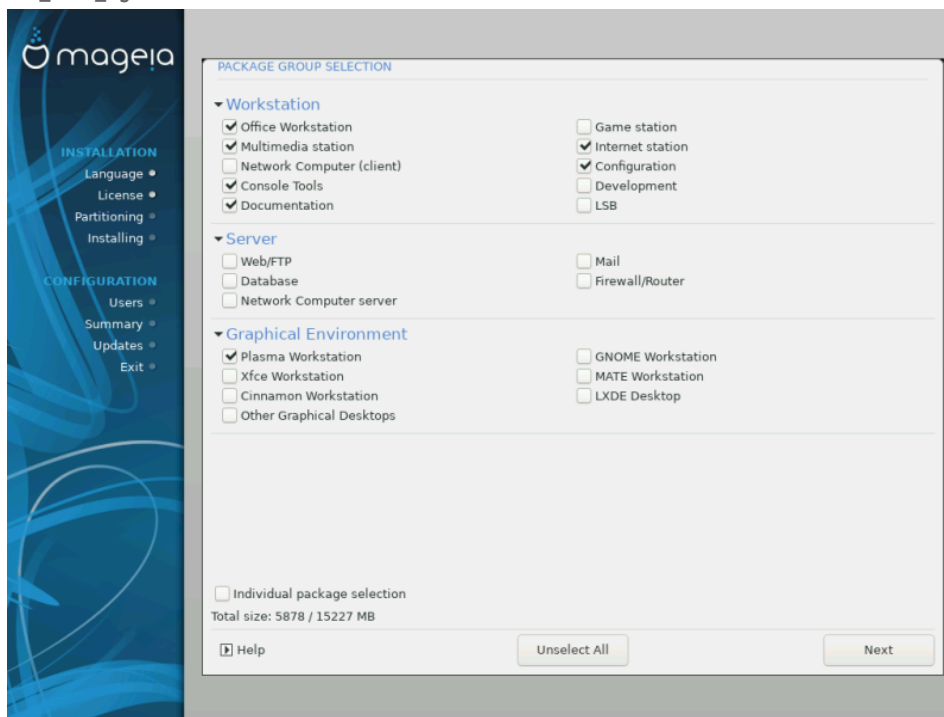 mageia
INSTALLATION
Language
License
Partitioning
Installing
CONFIGURATION
Users
Summary
Updates
Exit
PACKAGE GROUP SELECTION
Workstation
Office Workstation
Game station
Multimedia station
Internet station
Network Computer (client)
Configuration
Console Tools
Development
Documentation
LSB
Server
Web/FTP
Mail
Database
Firewall/Router
Network Computer server
Graphical Environment
Plasma Workstation
GNOME Workstation
Xfce Workstation
MATE Workstation
Cinnamon Workstation
LXDE Desktop
Other Graphical Desktops
Individual package selection
Total size: 5878 / 15227 MB
Help
Unselect All
Next